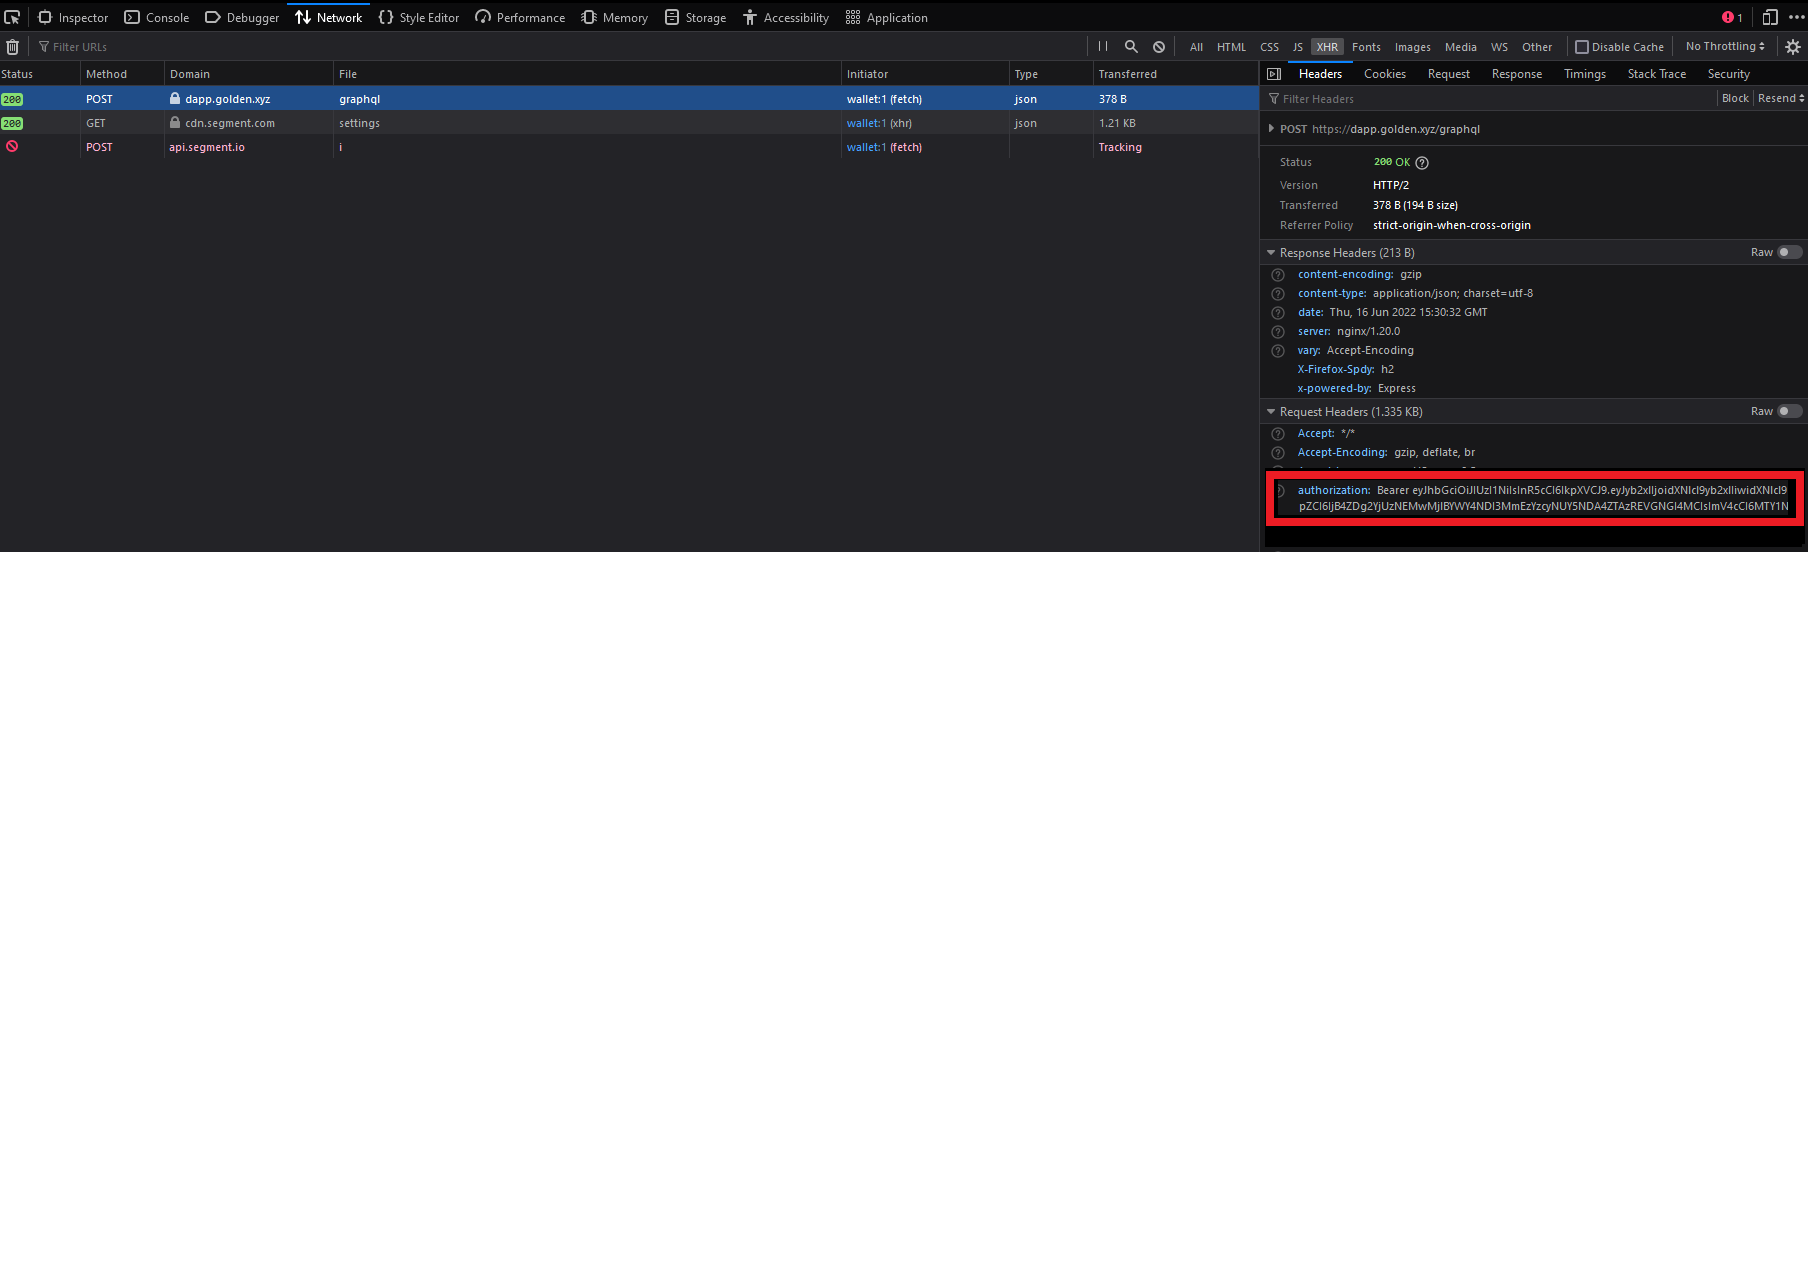 Inspector Console Debugger Network Style Editor Performance Memory Storage Accessibility Application 1
Filter URLs All HTML CSS JS XHR Fonts Images Media WS Other Disable Cache No Throttling
Status Method Domain File Initiator Type Transferred
200 POST dapp.golden.xyz graphql wallet:1 (fetch) json 378 B
200 GET cdn.segment.com settings wallet:1 (xhr) json 1.21 KB
POST api.segment.io i wallet:1 (fetch) Tracking
Headers Cookies Request Response Timings Stack Trace Security
Filter Headers Block Resend
POST https://dapp.golden.xyz/graphql
Status 200 OK
Version HTTP/2
Transferred 378 B (194 B size)
Referrer Policy strict-origin-when-cross-origin
Response Headers (213 B) Raw
content-encoding: gzip
content-type: application/json; charset=utf-8
date: Thu, 16 Jun 2022 15:30:32 GMT
server: nginx/1.20.0
vary: Accept-Encoding
X-Firefox-Spdy: h2
x-powered-by: Express
Request Headers (1.335 KB) Raw
Accept: */*
Accept-Encoding: gzip, deflate, br
authorization: Bearer